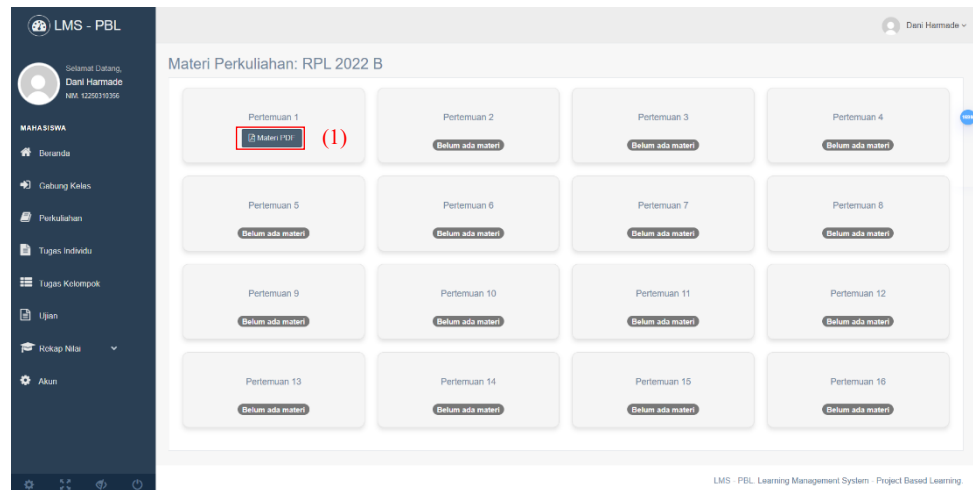 LMS - PBL
Dani Harmade
Selamat Datang,
Dani Harmade
NIM. 12250310356
MAHASISWA
Beranda
Gabung Kelas
Perkuliahan
Tugas Individu
Tugas Kelompok
Ujian
Rekap Nilai
Akun
Materi Perkuliahan: RPL 2022 B
Pertemuan 1
Materi PDF
(1)
Pertemuan 2
Belum ada materi
Pertemuan 3
Belum ada materi
Pertemuan 4
Belum ada materi
Pertemuan 5
Belum ada materi
Pertemuan 6
Belum ada materi
Pertemuan 7
Belum ada materi
Pertemuan 8
Belum ada materi
Pertemuan 9
Belum ada materi
Pertemuan 10
Belum ada materi
Pertemuan 11
Belum ada materi
Pertemuan 12
Belum ada materi
Pertemuan 13
Belum ada materi
Pertemuan 14
Belum ada materi
Pertemuan 15
Belum ada materi
Pertemuan 16
Belum ada materi
LMS - PBL. Learning Management System - Project Based Learning.